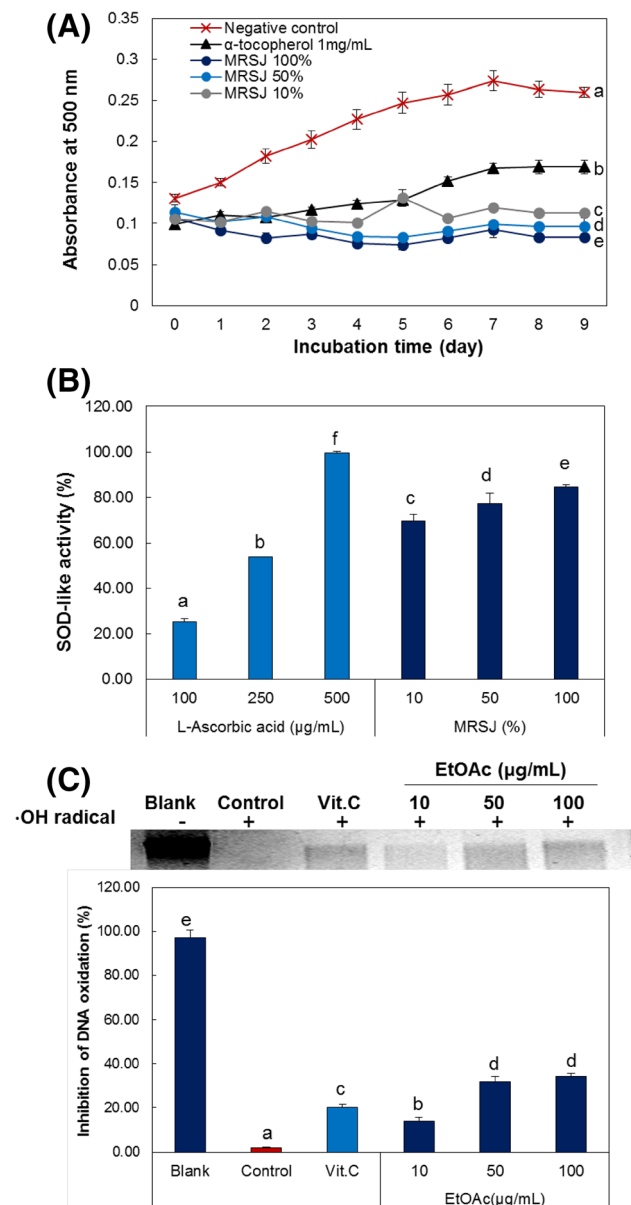 (A)
Negative control
α-tocopherol 1mg/mL
MRSJ 100%
MRSJ 50%
MRSJ 10%
Absorbance at 500 nm
0.35
0.3
0.25
0.2
0.15
0.1
0.05
0
a
b
c
d
e
0 1 2 3 4 5 6 7 8 9
Incubation time (day)
(B)
SOD-like activity (%)
120.00
100.00
80.00
60.00
40.00
20.00
0.00
a b f c d e
100 250 500 10 50 100
L-Ascorbic acid (µg/mL) MRSJ (%)
(C)
EtOAc (µg/mL)
Blank Control Vit.C 10 50 100
·OH radical - + + + + +
Inhibition of DNA oxidation (%)
120.00
100.00
80.00
60.00
40.00
20.00
0.00
e a c b d d
Blank Control Vit.C 10 50 100
EtOAc(µg/mL)